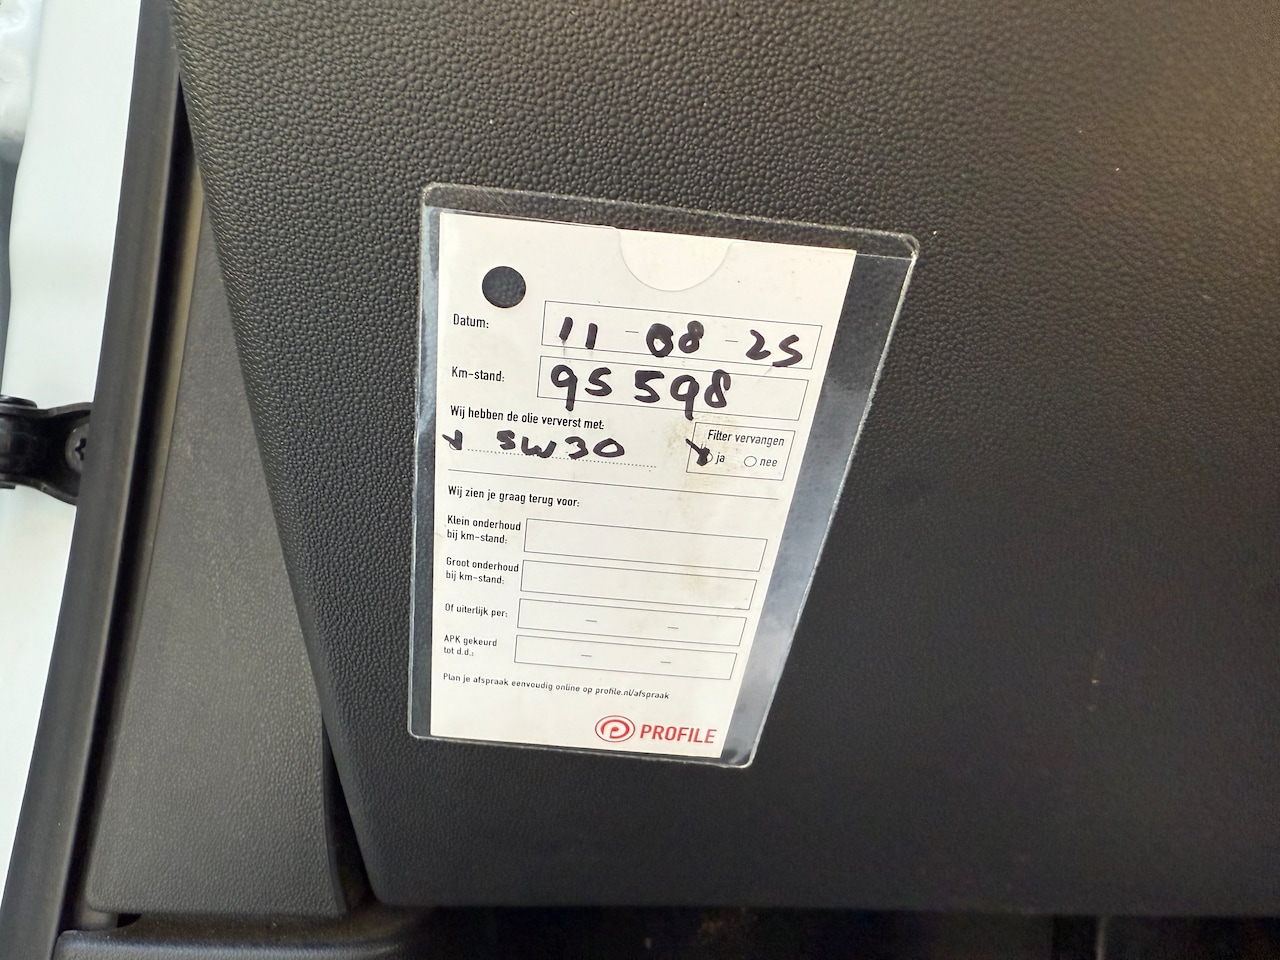 Datum: 11 - 08 - 25
Km-stand: 95 598
Wij hebben de olie ververst met:
5W30
Filter vervangen
ja nee
Wij zien je graag terug voor:
Klein onderhoud
bij km-stand:
Groot onderhoud
bij km-stand:
Of uiterlijk per: - -
APK gekeurd
tot d.d.: - -
Plan je afspraak eenvoudig online op profile.nl/afspraak
PROFILE